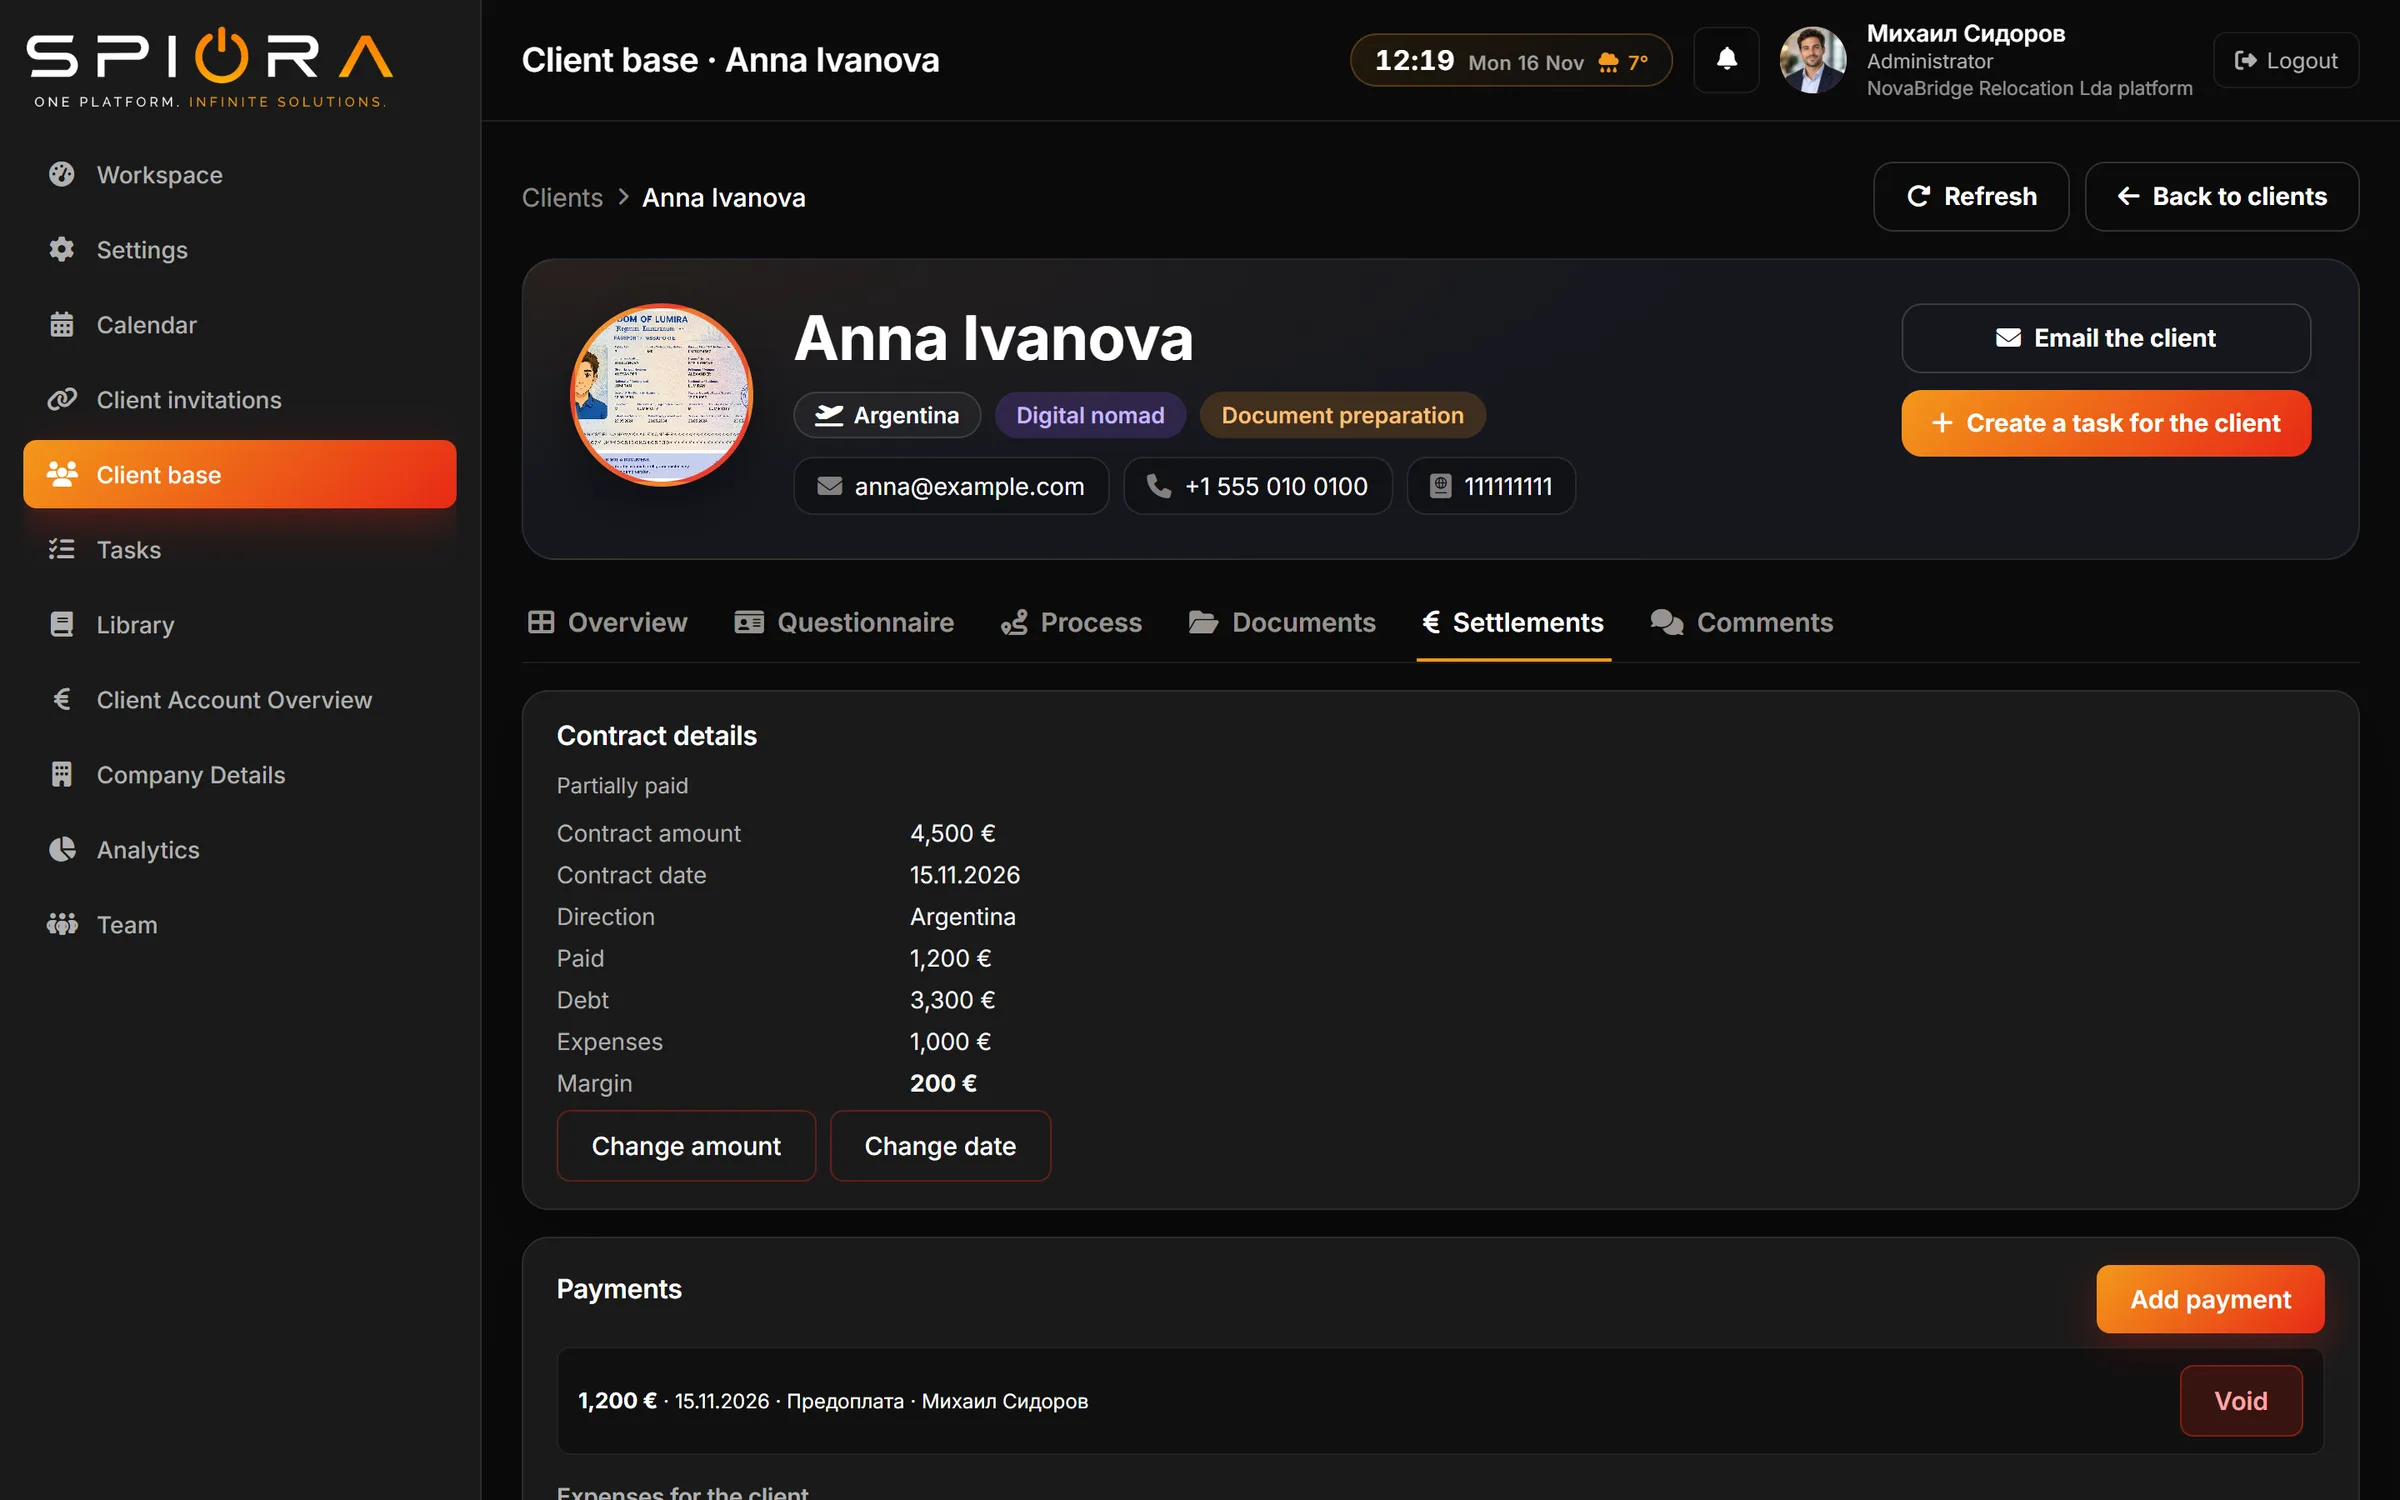 SPIORA
ONE PLATFORM. INFINITE SOLUTIONS.
Workspace
Settings
Calendar
Client invitations
Client base
Tasks
Library
Client Account Overview
Company Details
Analytics
Team
Client base · Anna Ivanova
12:19 Mon 16 Nov 7°
Михаил Сидоров
Administrator
NovaBridge Relocation Lda platform
Logout
Clients > Anna Ivanova
Refresh
Back to clients
DOM OF LUMIRA
Anna Ivanova
Argentina
Digital nomad
Document preparation
anna@example.com
+1 555 010 0100
111111111
Email the client
+ Create a task for the client
Overview
Questionnaire
Process
Documents
€ Settlements
Comments
Contract details
Partially paid
Contract amount 4,500 €
Contract date 15.11.2026
Direction Argentina
Paid 1,200 €
Debt 3,300 €
Expenses 1,000 €
Margin 200 €
Change amount
Change date
Payments
Add payment
1,200 € · 15.11.2026 · Предоплата · Михаил Сидоров
Void
Expenses for the client